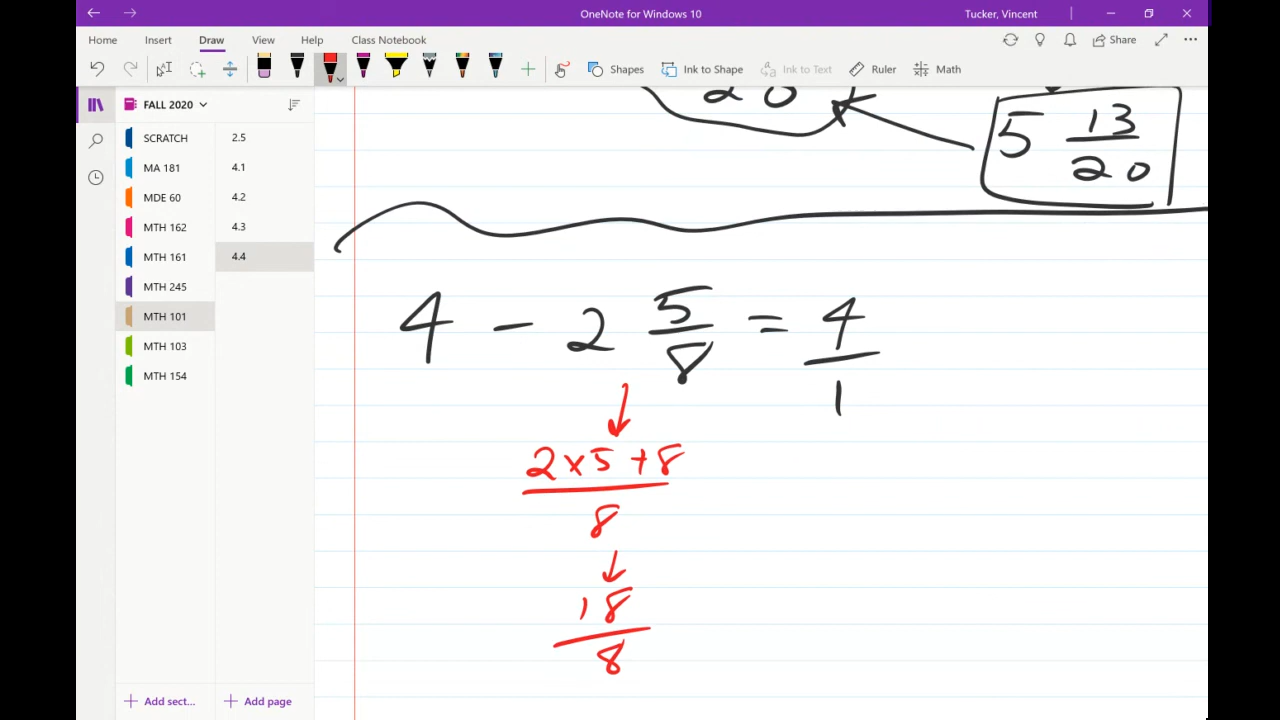 OneNote for Windows 10
Tucker, Vincent
Home Insert Draw View Help Class Notebook
Share
Shapes Ink to Shape Ink to Text Ruler Math
FALL 2020
SCRATCH
MA 181
MDE 60
MTH 162
MTH 161
MTH 245
MTH 101
MTH 103
MTH 154
2.5
4.1
4.2
4.3
4.4
Add sect...
Add page
20
5 13/20
4 - 2 5/8 = 4/1
2 x 5 + 8
8
18
8